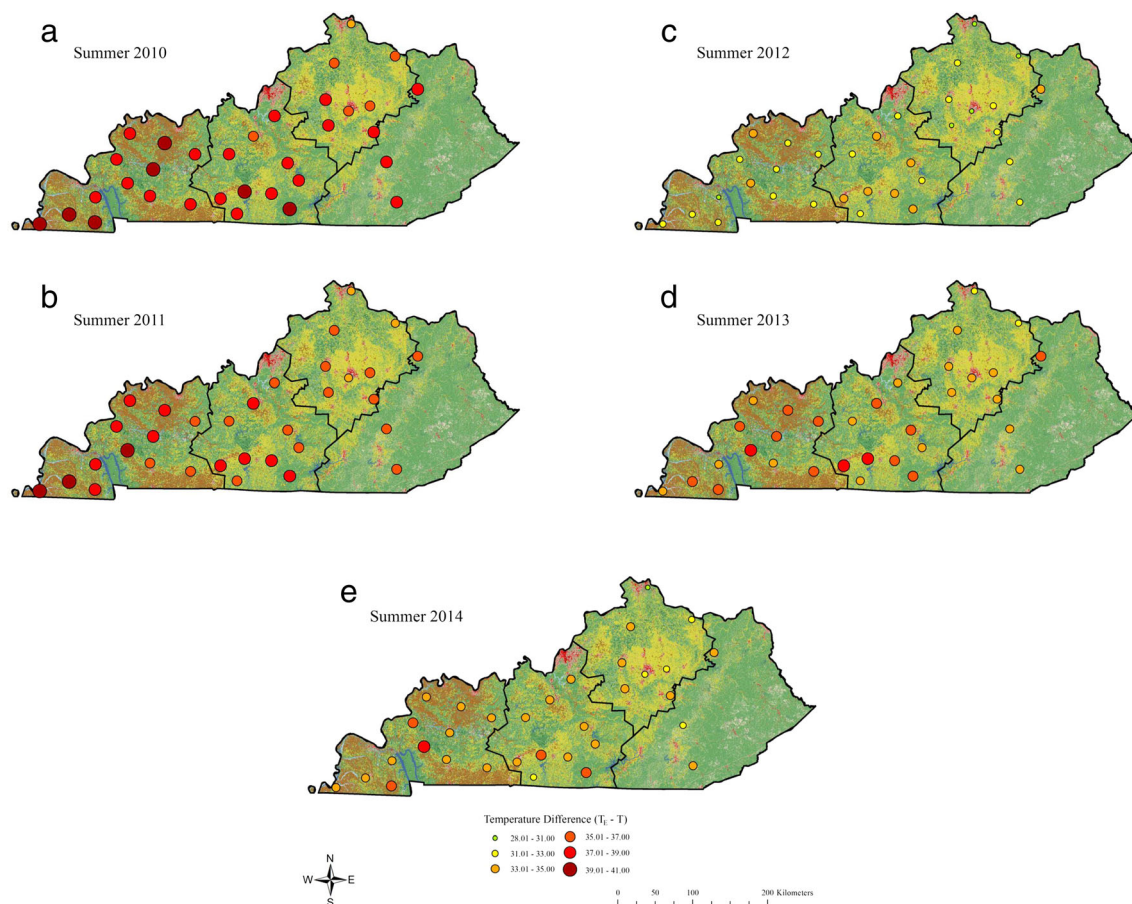 a
Summer 2010
c
Summer 2012
b
Summer 2011
d
Summer 2013
e
Summer 2014
Temperature Difference (T_E - T)
28.01 - 31.00
35.01 - 37.00
31.01 - 33.00
37.01 - 39.00
33.01 - 35.00
39.01 - 41.00
N
W E
S
0 50 100 200 Kilometers